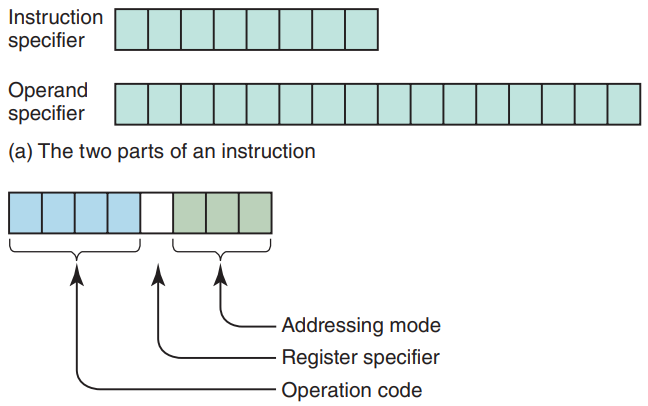 Instruction
specifier
Operand
specifier
(a) The two parts of an instruction
Addressing mode
Register specifier
Operation code